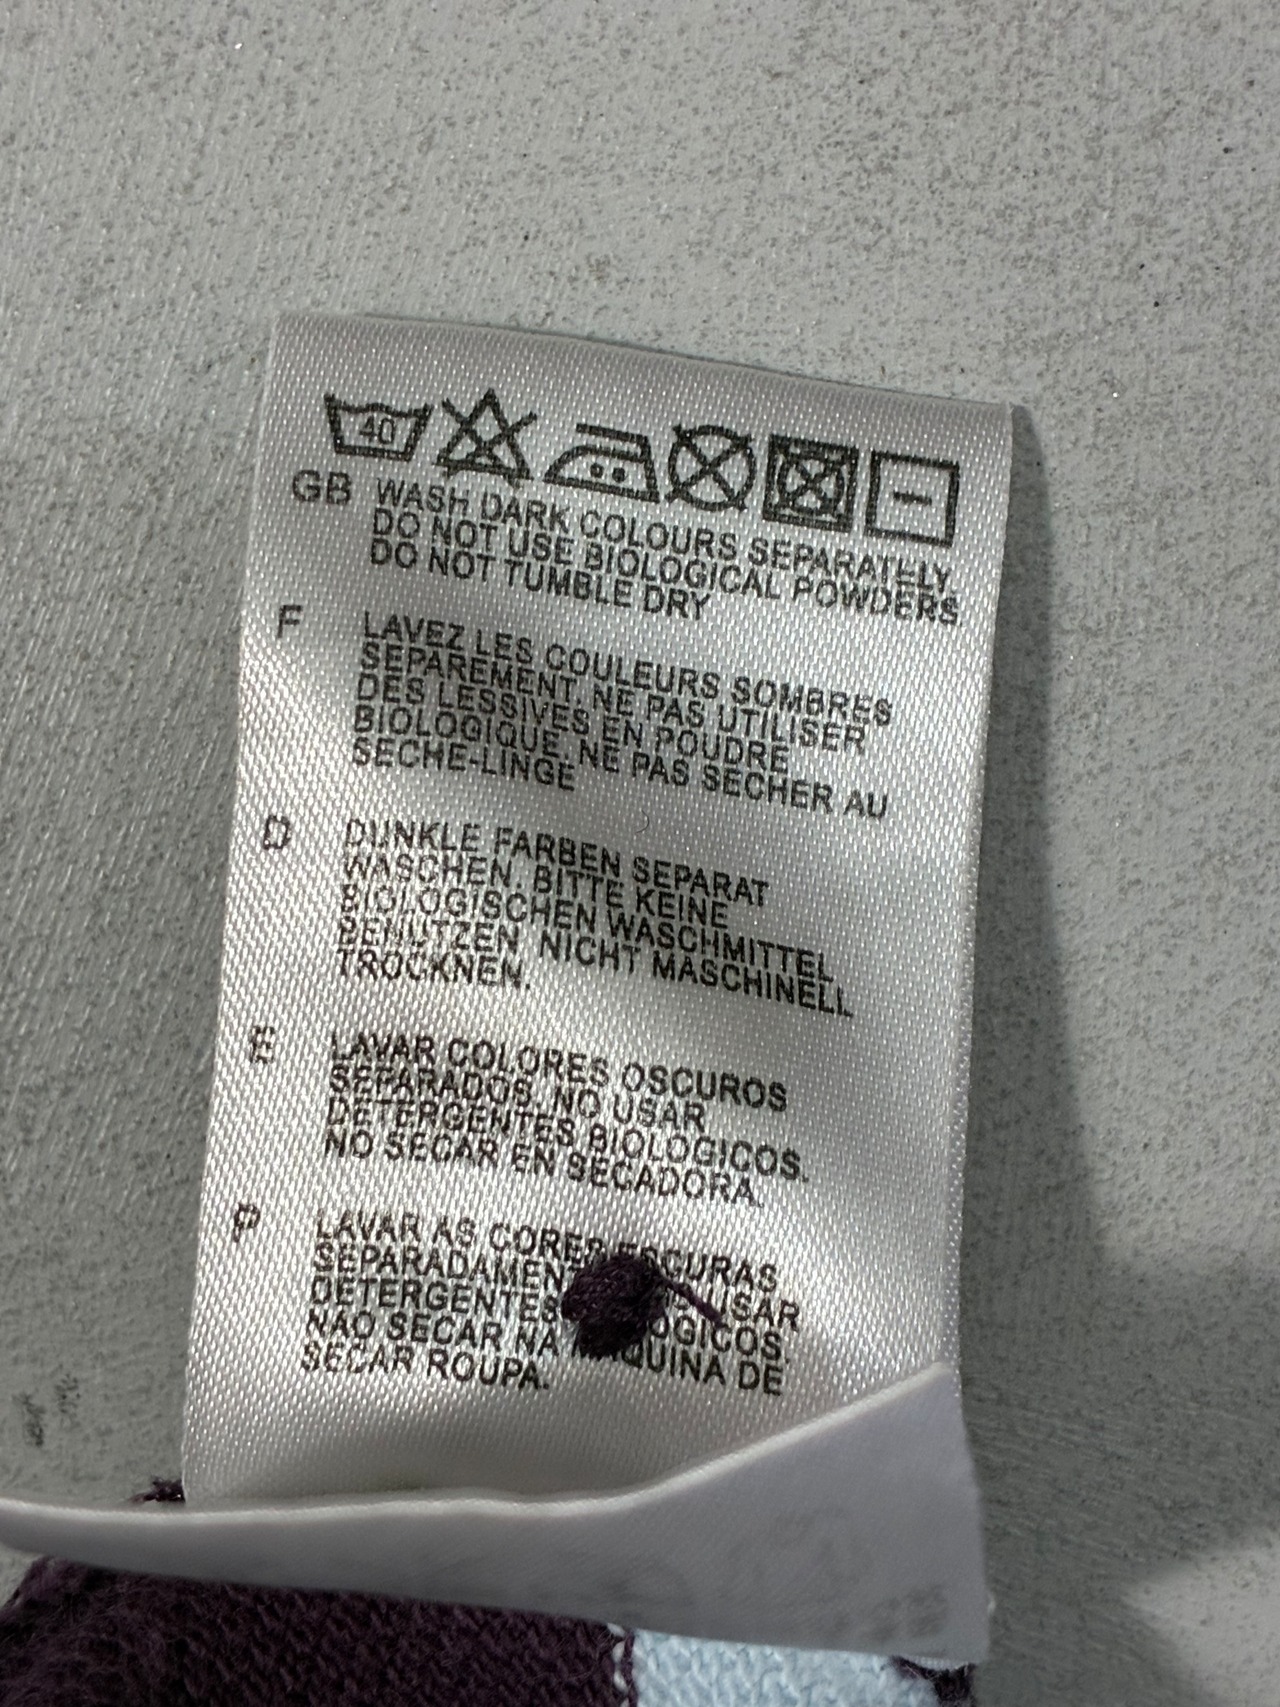 40
GB WASH DARK COLOURS SEPARATELY.
DO NOT USE BIOLOGICAL POWDERS
DO NOT TUMBLE DRY
F LAVEZ LES COULEURS SOMBRES
SEPAREMENT, NE PAS UTILISER
DES LESSIVES EN POUDRE
BIOLOGIQUE, NE PAS SECHER AU
SECHE-LINGE
D DUNKLE FARBEN SEPARAT
WASCHEN. BITTE KEINE
BIOLOGISCHEN WASCHMITTEL
BENUTZEN. NICHT MASCHINELL
TROCKNEN.
E LAVAR COLORES OSCUROS
SEPARADOS. NO USAR
DETERGENTES BIOLOGICOS.
NO SECAR EN SECADORA.
P LAVAR AS CORES ESCURAS
USAR
DETERGENTES
NAO SECAR NA MAQUINA DE
SECAR ROUPA.